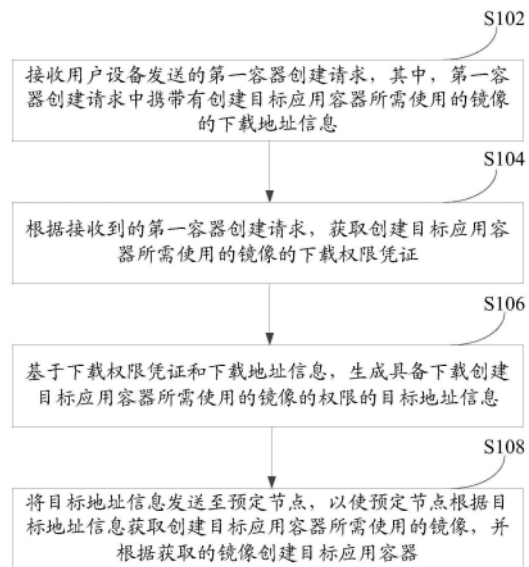 S102
接收用户设备发送的第一容器创建请求，其中，第一容
器创建请求中携带有创建目标应用容器所需使用的镜像
的下载地址信息
S104
根据接收到的第一容器创建请求，获取创建目标应用容
器所需使用的镜像的下载权限凭证
S106
基于下载权限凭证和下载地址信息，生成具备下载创建
目标应用容器所需使用的镜像的权限的目标地址信息
S108
将目标地址信息发送至预定节点，以使预定节点根据目
标地址信息获取创建目标应用容器所需使用的镜像，并
根据获取的镜像创建目标应用容器